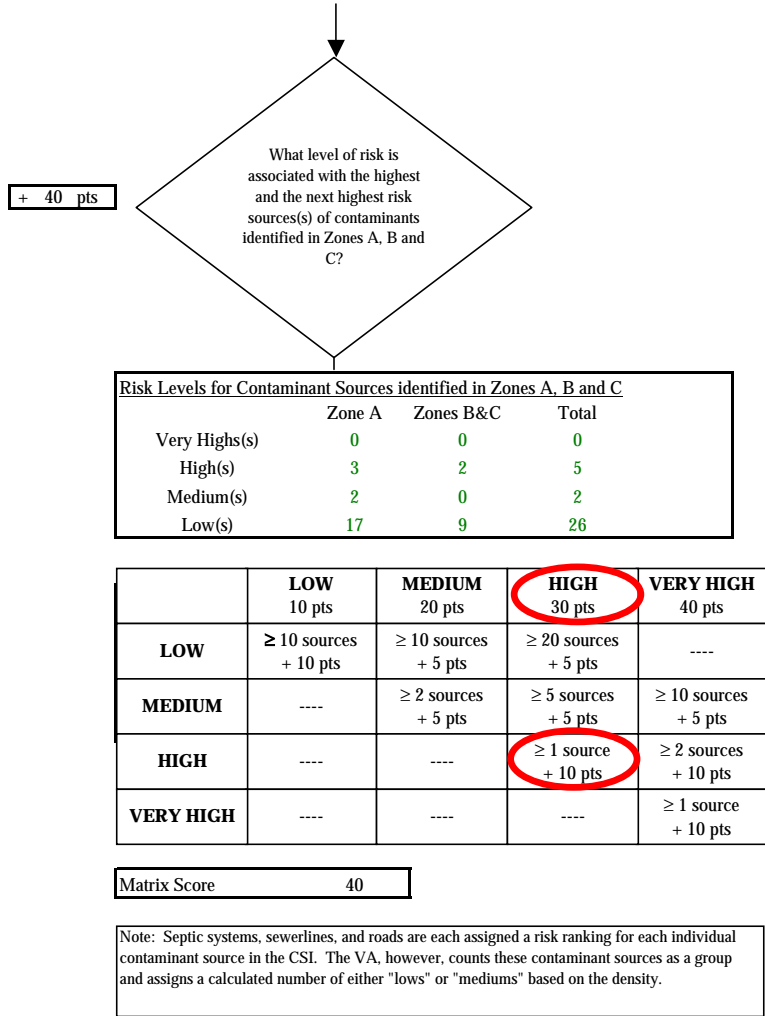 What level of risk is
associated with the highest
and the next highest risk
sources(s) of contaminants
identified in Zones A, B and
C?
+ 40 pts
Risk Levels for Contaminant Sources identified in Zones A, B and C
Zone A Zones B&C Total
Very Highs(s) 0 0 0
High(s) 3 2 5
Medium(s) 2 0 2
Low(s) 17 9 26
LOW MEDIUM HIGH VERY HIGH
10 pts 20 pts 30 pts 40 pts
LOW ≥ 10 sources ≥ 10 sources ≥ 20 sources ----
+ 10 pts + 5 pts + 5 pts
MEDIUM ---- ≥ 2 sources ≥ 5 sources ≥ 10 sources
+ 5 pts + 5 pts + 5 pts
HIGH ---- ---- ≥ 1 source ≥ 2 sources
+ 10 pts + 10 pts
VERY HIGH ---- ---- ---- ≥ 1 source
+ 10 pts
Matrix Score 40
Note: Septic systems, sewerlines, and roads are each assigned a risk ranking for each individual
contaminant source in the CSI. The VA, however, counts these contaminant sources as a group
and assigns a calculated number of either "lows" or "mediums" based on the density.